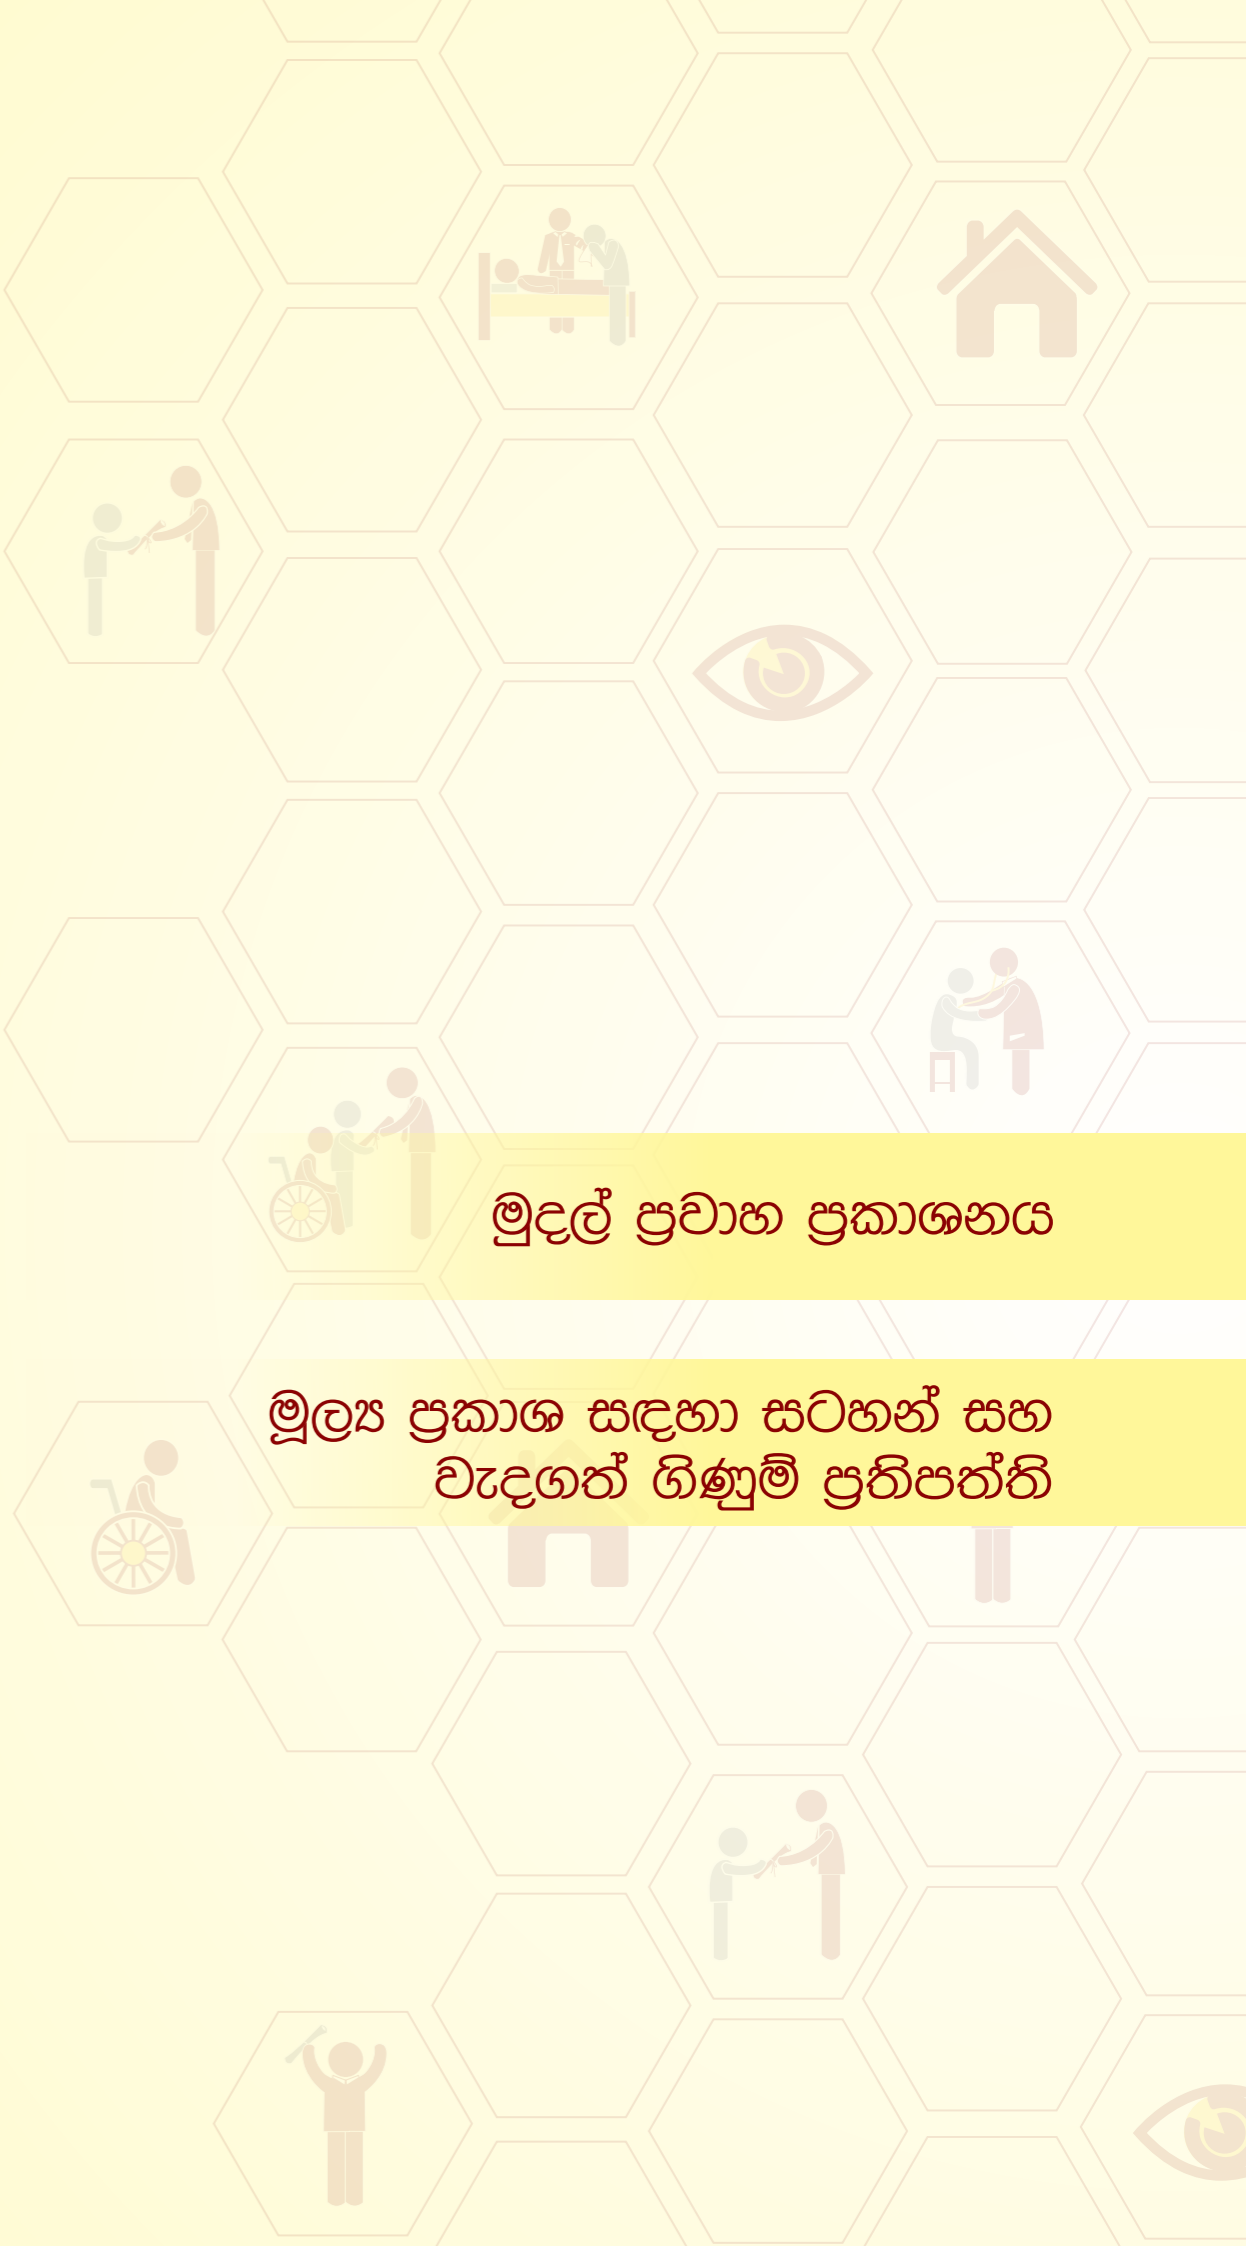 මුදල් ප්‍රවාහ ප්‍රකාශනය
මූල්‍ය ප්‍රකාශ සඳහා සටහන් සහ
වැදගත් ගිණුම් ප්‍රතිපත්ති